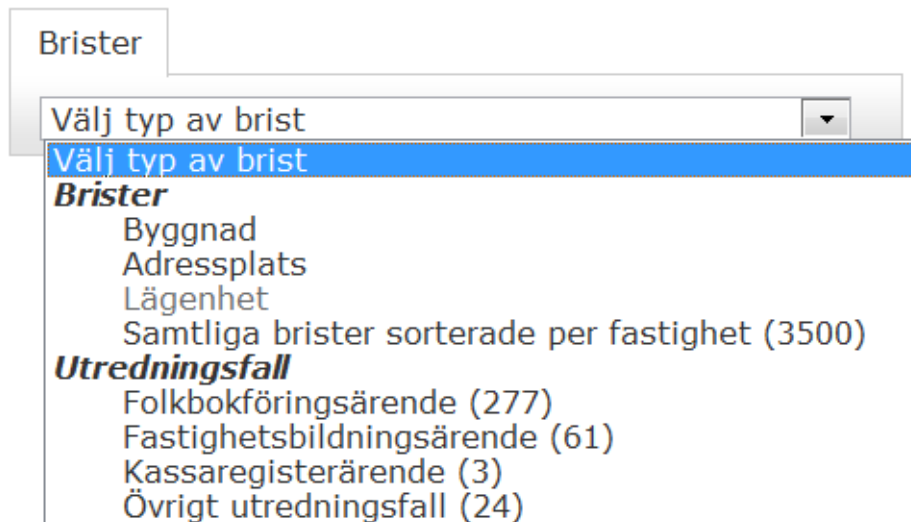 Brister
Välj typ av brist
Välj typ av brist
Brister
Byggnad
Adressplats
Lägenhet
Samtliga brister sorterade per fastighet (3500)
Utredningsfall
Folkbokföringsärende (277)
Fastighetsbildningsärende (61)
Kassaregisterärende (3)
Övrigt utredningsfall (24)